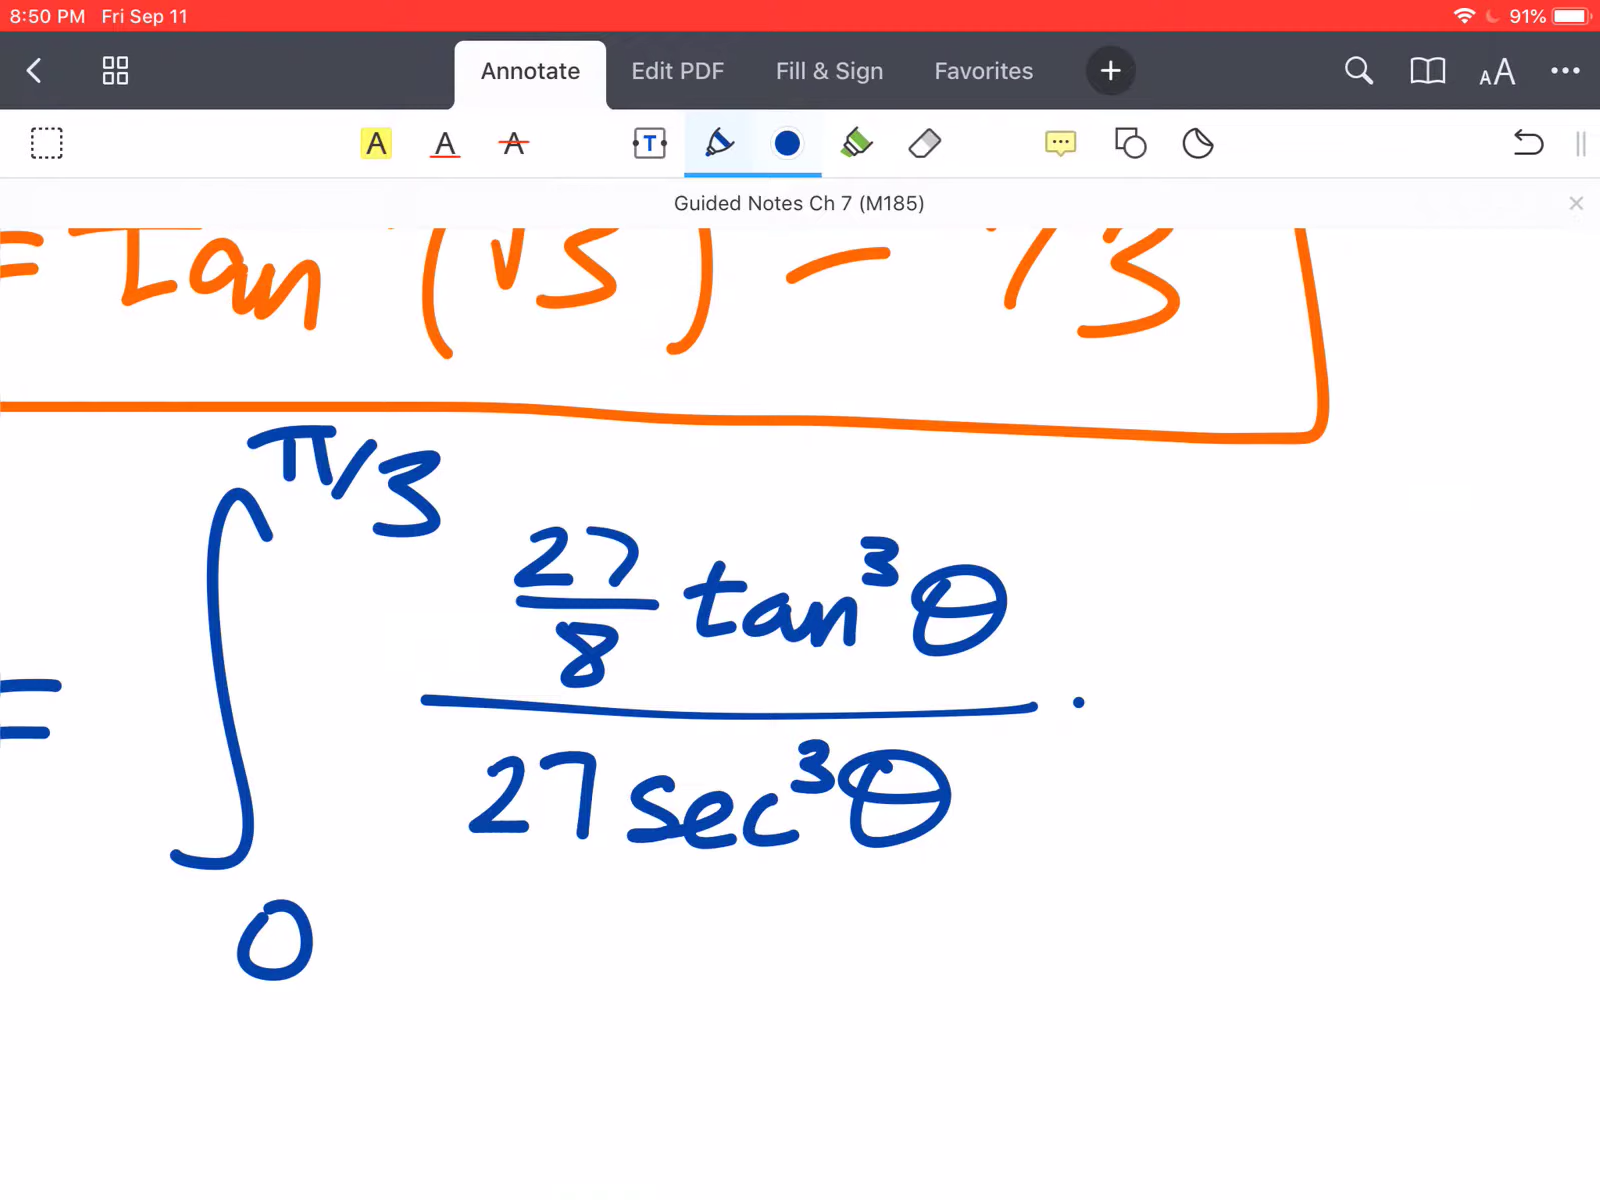 8:50 PM Fri Sep 11 91%
Annotate Edit PDF Fill & Sign Favorites +
A A A T
Guided Notes Ch 7 (M185)
= tan (√3) = π/3
= ∫₀^(π/3) (27/8 tan³θ)/(27 sec³θ) ·